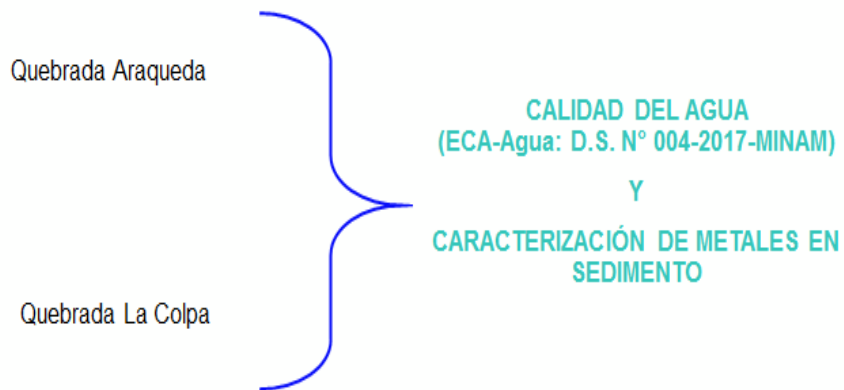 Quebrada Araqueda
CALIDAD DEL AGUA
(ECA-Agua: D.S. N° 004-2017-MINAM)
Y
CARACTERIZACIÓN DE METALES EN
SEDIMENTO
Quebrada La Colpa